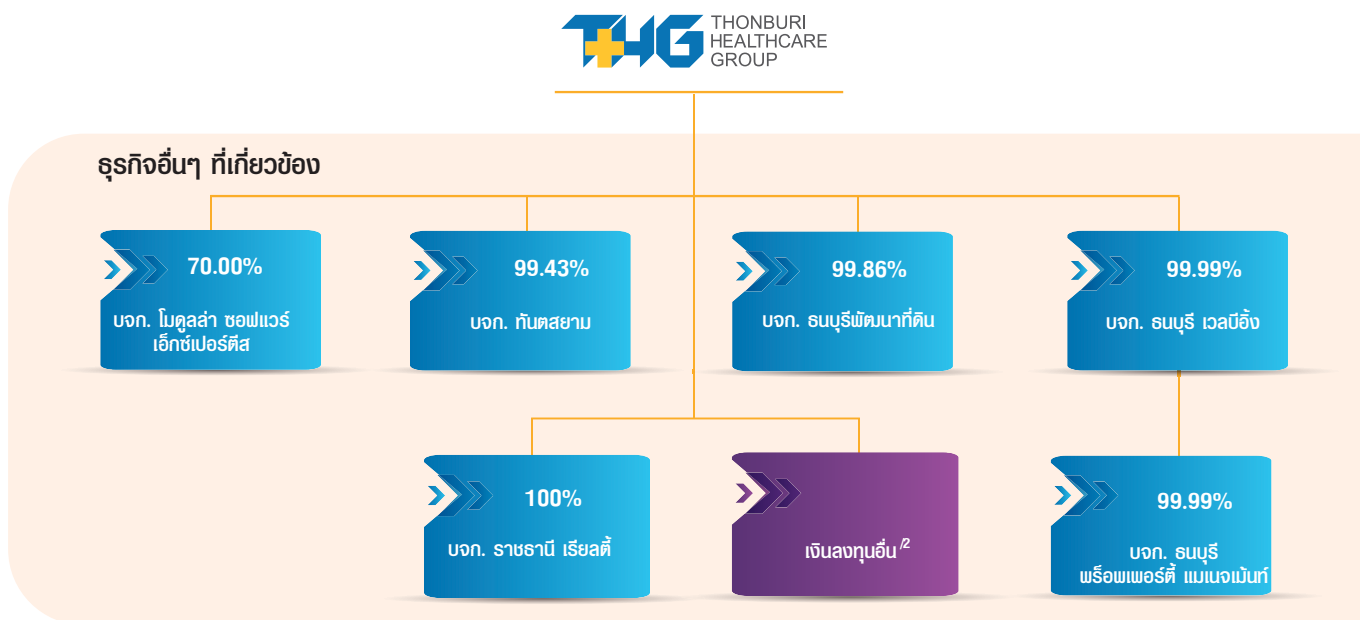 THG THONBURI
HEALTHCARE
GROUP
ธุรกิจอื่นๆ ที่เกี่ยวข้อง
70.00%
บจก. โมดูลล่า ซอฟแวร์
เอ็กซ์เปอร์ตีส
99.43%
บจก. ทันตสยาม
99.86%
บจก. ธนบุรีพัฒนาที่ดิน
99.99%
บจก. ธนบุรี เวลบีอิ้ง
100%
บจก. ราชธานี เรียลตี้
เงินลงทุนอื่น /2
99.99%
บจก. ธนบุรี
พร็อพเพอร์ตี้ แมเนจเม้นท์